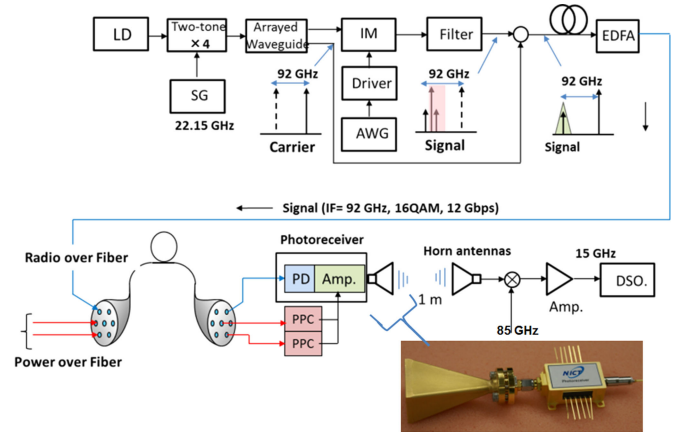 LD
Two-tone
× 4
Arrayed
Waveguide
IM
Filter
EDFA
SG
22.15 GHz
92 GHz
Carrier
Driver
AWG
92 GHz
Signal
92 GHz
Signal
Signal (IF= 92 GHz, 16QAM, 12 Gbps)
Radio over Fiber
Power over Fiber
Photoreceiver
PD
Amp.
PPC
PPC
Horn antennas
1 m
85 GHz
Amp.
15 GHz
DSO.
NICT
Photoreceiver